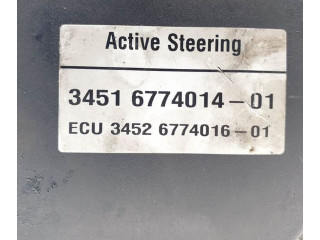 Active Steering
3451 6774014-01
ECU 3452 6774016-01